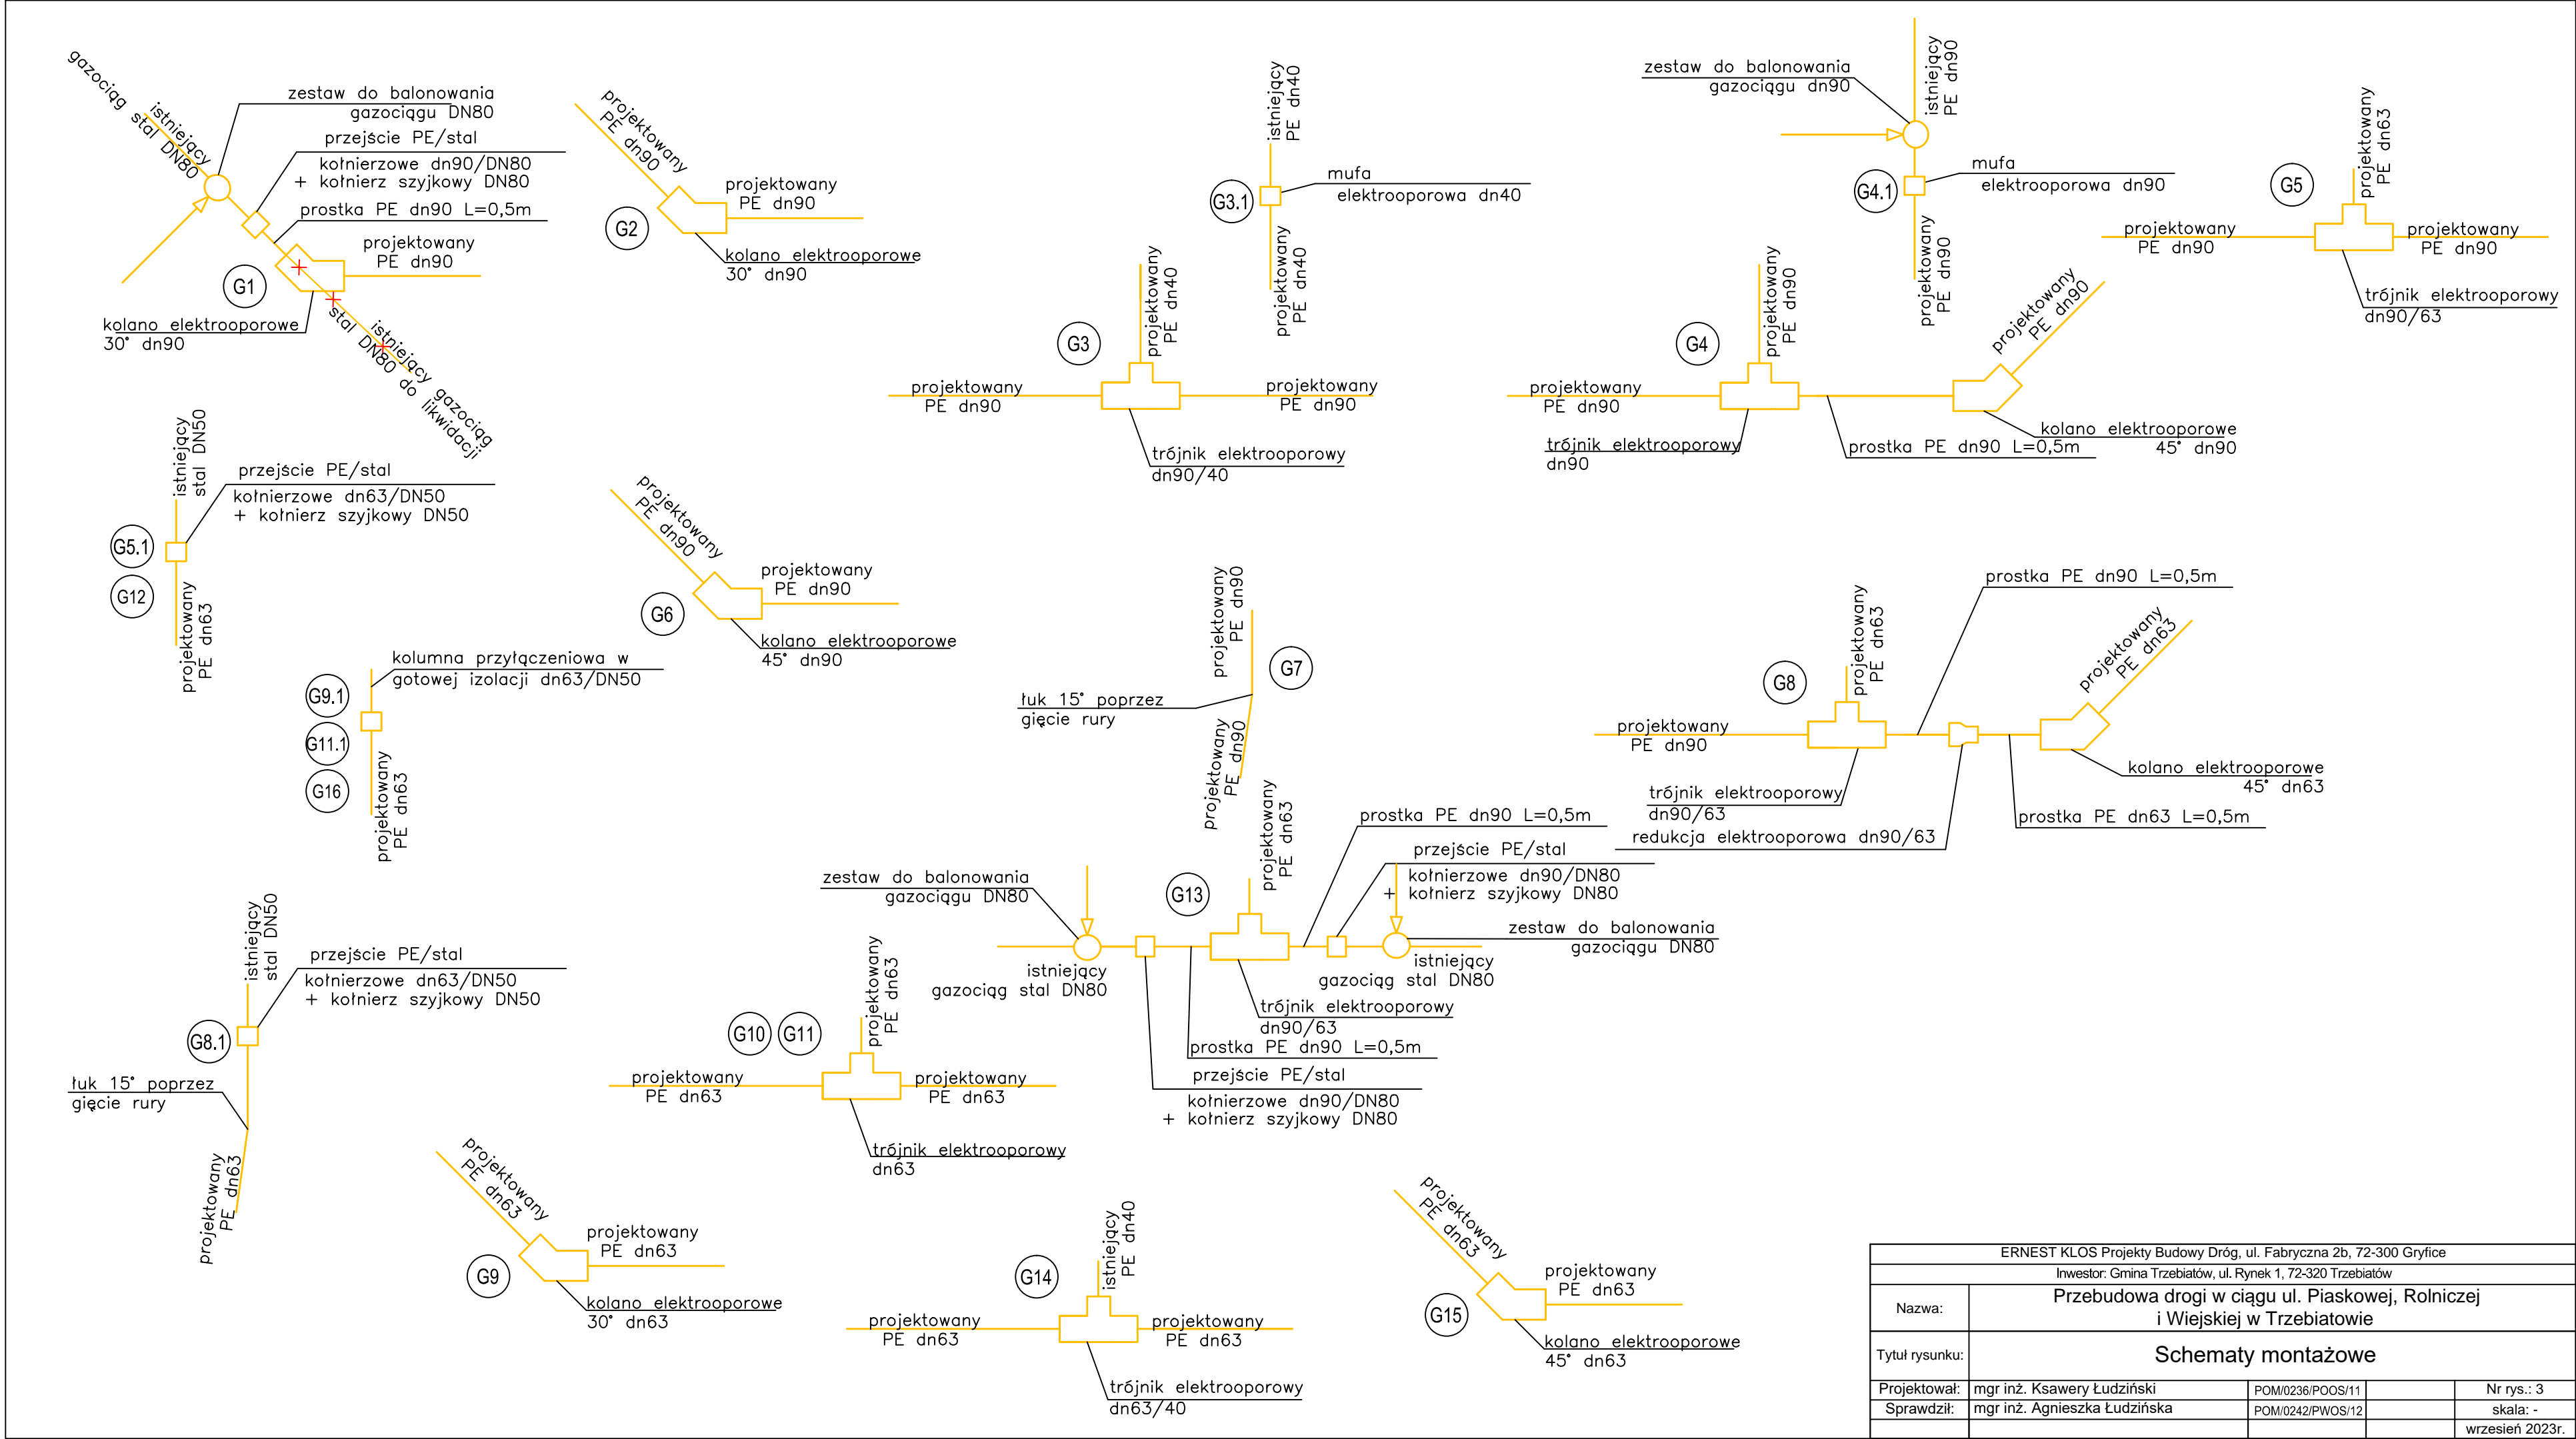 istniejący
gazociąg stal DN80
zestaw do balonowania
gazociągu DN80
przejście PE/stal
kołnierzowe dn90/DN80
+ kołnierz szyjkowy DN80
prostka PE dn90 L=0,5m
projektowany
PE dn90
G1
kolano elektrooporowe
30° dn90
istniejący gazociąg
stal DN80 do likwidacji
projektowany
PE dn90
projektowany
PE dn90
G2
kolano elektrooporowe
30° dn90
istniejący
PE dn40
G3.1
mufa
elektrooporowa dn40
projektowany
PE dn40
projektowany
PE dn40
G3
projektowany
PE dn90
projektowany
PE dn90
trójnik elektrooporowy
dn90/40
zestaw do balonowania
gazociągu dn90
istniejący
PE dn90
G4.1
mufa
elektrooporowa dn90
projektowany
PE dn90
projektowany
PE dn90
G4
projektowany
PE dn90
trójnik elektrooporowy
dn90
prostka PE dn90 L=0,5m
projektowany
PE dn90
kolano elektrooporowe
45° dn90
projektowany
PE dn63
G5
projektowany
PE dn90
projektowany
PE dn90
trójnik elektrooporowy
dn90/63
istniejący
stal DN50
przejście PE/stal
kołnierzowe dn63/DN50
+ kołnierz szyjkowy DN50
G5.1
G12
projektowany
PE dn63
projektowany
PE dn90
projektowany
PE dn90
G6
kolano elektrooporowe
45° dn90
kolumna przyłączeniowa w
gotowej izolacji dn63/DN50
G9.1
G11.1
G16
projektowany
PE dn63
projektowany
PE dn90
G7
łuk 15° poprzez
gięcie rury
projektowany
PE dn90
projektowany
PE dn63
G8
prostka PE dn90 L=0,5m
projektowany
PE dn90
trójnik elektrooporowy
dn90/63
redukcja elektrooporowa dn90/63
projektowany
PE dn63
kolano elektrooporowe
45° dn63
prostka PE dn63 L=0,5m
istniejący
stal DN50
przejście PE/stal
kołnierzowe dn63/DN50
+ kołnierz szyjkowy DN50
G8.1
łuk 15° poprzez
gięcie rury
projektowany
PE dn63
projektowany
PE dn63
G13
prostka PE dn90 L=0,5m
przejście PE/stal
kołnierzowe dn90/DN80
+ kołnierz szyjkowy DN80
zestaw do balonowania
gazociągu DN80
zestaw do balonowania
gazociągu DN80
istniejący
gazociąg stal DN80
istniejący
gazociąg stal DN80
trójnik elektrooporowy
dn90/63
prostka PE dn90 L=0,5m
przejście PE/stal
kołnierzowe dn90/DN80
+ kołnierz szyjkowy DN80
projektowany
PE dn63
G10
G11
projektowany
PE dn63
projektowany
PE dn63
trójnik elektrooporowy
dn63
projektowany
PE dn63
projektowany
PE dn63
G9
kolano elektrooporowe
30° dn63
istniejący
PE dn40
G14
projektowany
PE dn63
projektowany
PE dn63
trójnik elektrooporowy
dn63/40
projektowany
PE dn63
projektowany
PE dn63
G15
kolano elektrooporowe
45° dn63
ERNEST KLOS Projekty Budowy Dróg, ul. Fabryczna 2b, 72-300 Gryfice
Inwestor: Gmina Trzebiatów, ul. Rynek 1, 72-320 Trzebiatów
Nazwa:
Przebudowa drogi w ciągu ul. Piaskowej, Rolniczej
i Wiejskiej w Trzebiatowie
Tytuł rysunku:
Schematy montażowe
Projektował: mgr inż. Ksawery Łudziński POM/0236/POOS/11 Nr rys.: 3
Sprawdził: mgr inż. Agnieszka Łudzińska POM/0242/PWOS/12 skala: -
wrzesień 2023r.